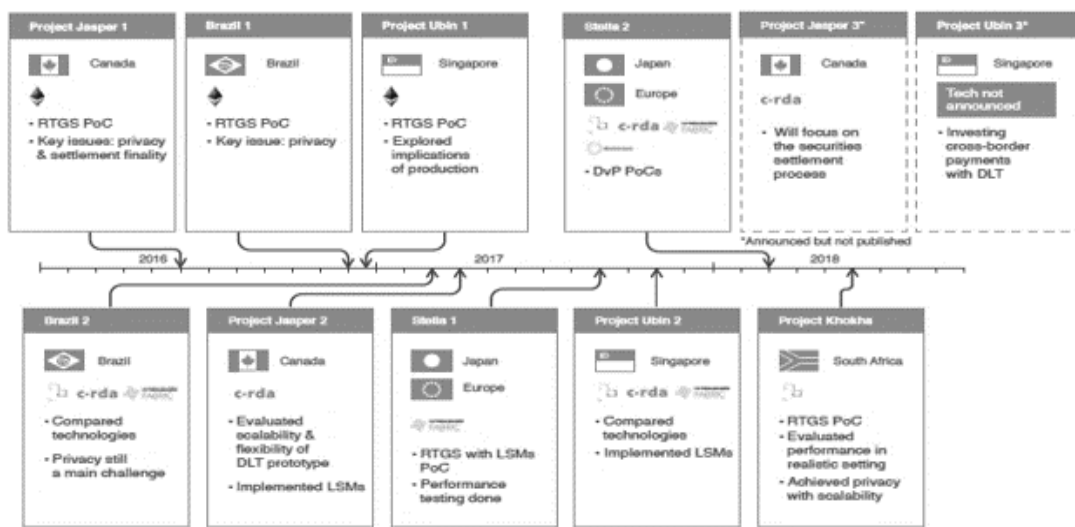 Project Jasper 1
Canada
• RTGS PoC
• Key issues: privacy
& settlement finality
Brazil 1
Brazil
• RTGS PoC
• Key issue: privacy
Project Ubin 1
Singapore
• RTGS PoC
• Explored
implications
of production
Stella 2
Japan
Europe
c·rda
FABRIC
• DvP PoCs
Project Jasper 3*
Canada
c·rda
• Will focus on
the securities
settlement
process
Project Ubin 3*
Singapore
Tech not
announced
• Investing
cross-border
payments
with DLT
*Announced but not published
2016
2017
2018
Brazil 2
Brazil
c·rda
FABRIC
• Compared
technologies
• Privacy still
a main challenge
Project Jasper 2
Canada
c·rda
• Evaluated
scalability &
flexibility of
DLT prototype
• Implemented LSMs
Stella 1
Japan
Europe
FABRIC
• RTGS with LSMs
PoC
• Performance
testing done
Project Ubin 2
Singapore
c·rda
FABRIC
• Compared
technologies
• Implemented LSMs
Project Khokha
South Africa
• RTGS PoC
• Evaluated
performance in
realistic setting
• Achieved privacy
with scalability